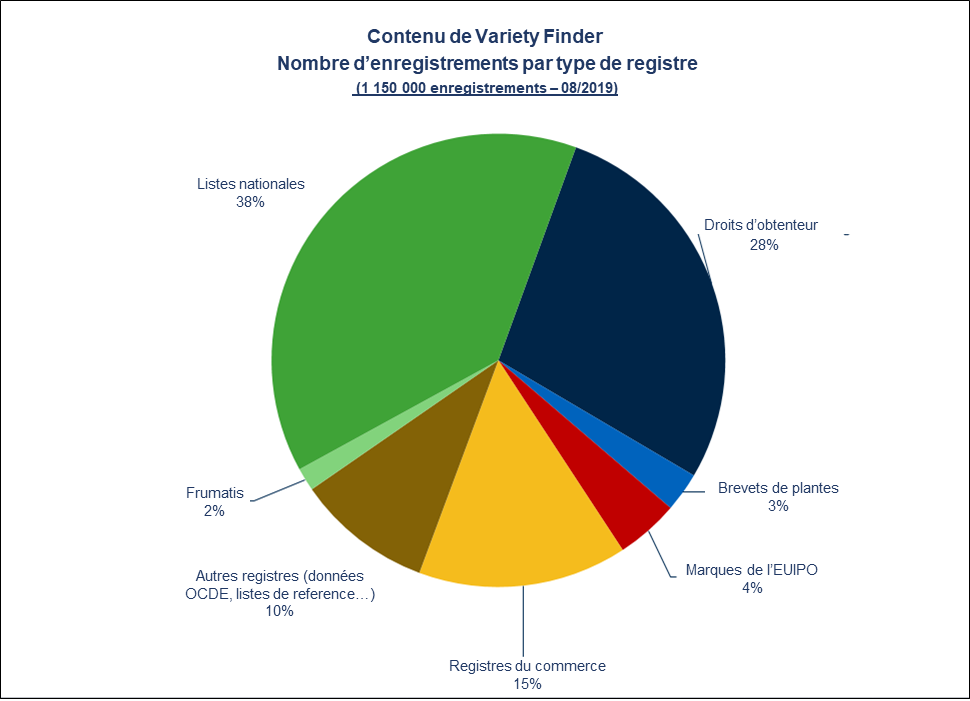 Contenu de Variety Finder
Nombre d’enregistrements par type de registre
(1 150 000 enregistrements – 08/2019)
Listes nationales
38%
Droits d’obtenteur
28%
Brevets de plantes
3%
Marques de l’EUIPO
4%
Registres du commerce
15%
Autres registres (données
OCDE, listes de reference…)
10%
Frumatis
2%